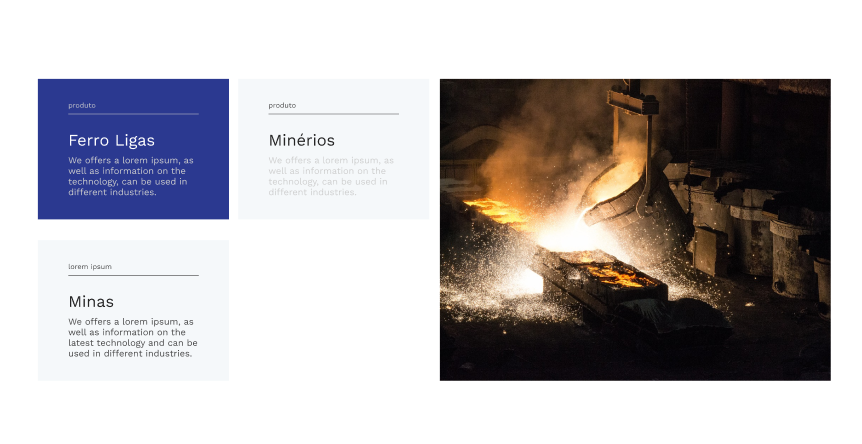 produto
Ferro Ligas
We offers a lorem ipsum, as
well as information on the
technology, can be used in
different industries.
produto
Minérios
We offers a lorem ipsum, as
well as information on the
technology, can be used in
different industries.
lorem ipsum
Minas
We offers a lorem ipsum, as
well as information on the
latest technology and can be
used in different industries.